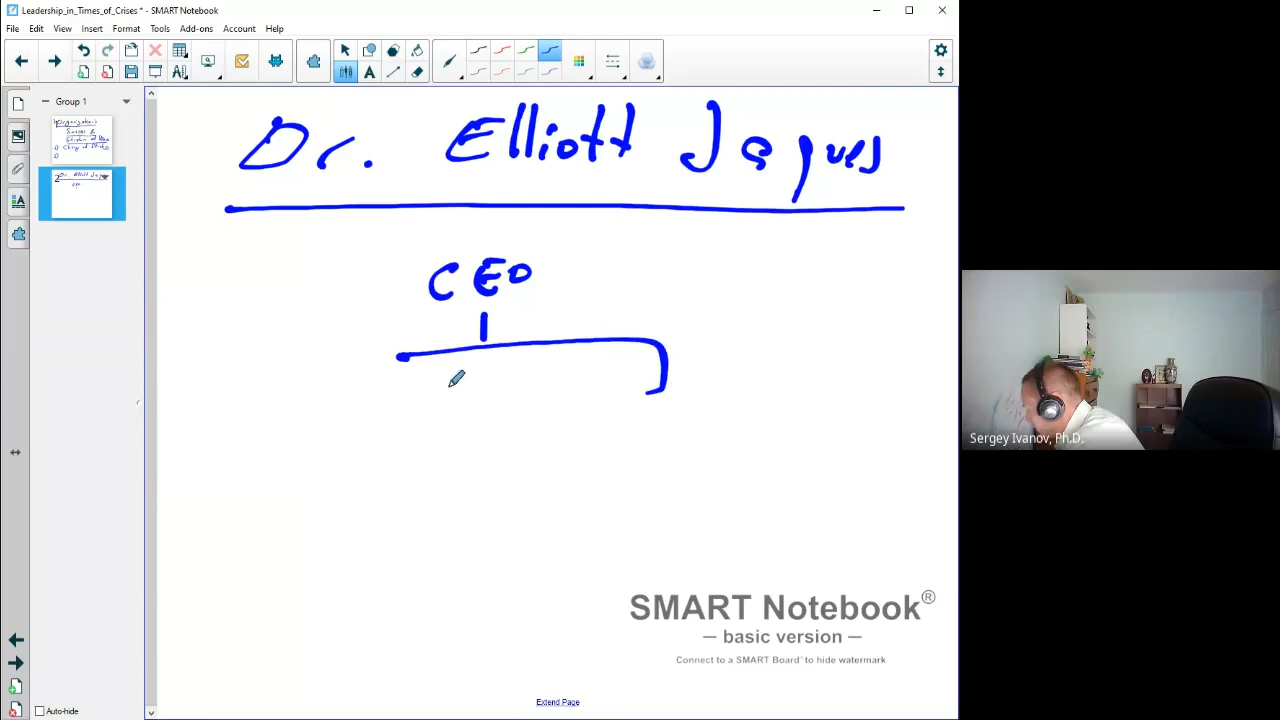 Leadership_in_Times_of_Crises * - SMART Notebook
File Edit View Insert Format Tools Add-ons Account Help
Group 1
Dr. Elliott Jaques
CEO
Sergey Ivanov, Ph.D.
SMART Notebook®
— basic version —
Connect to a SMART Board™ to hide watermark
Extend Page
Auto-hide